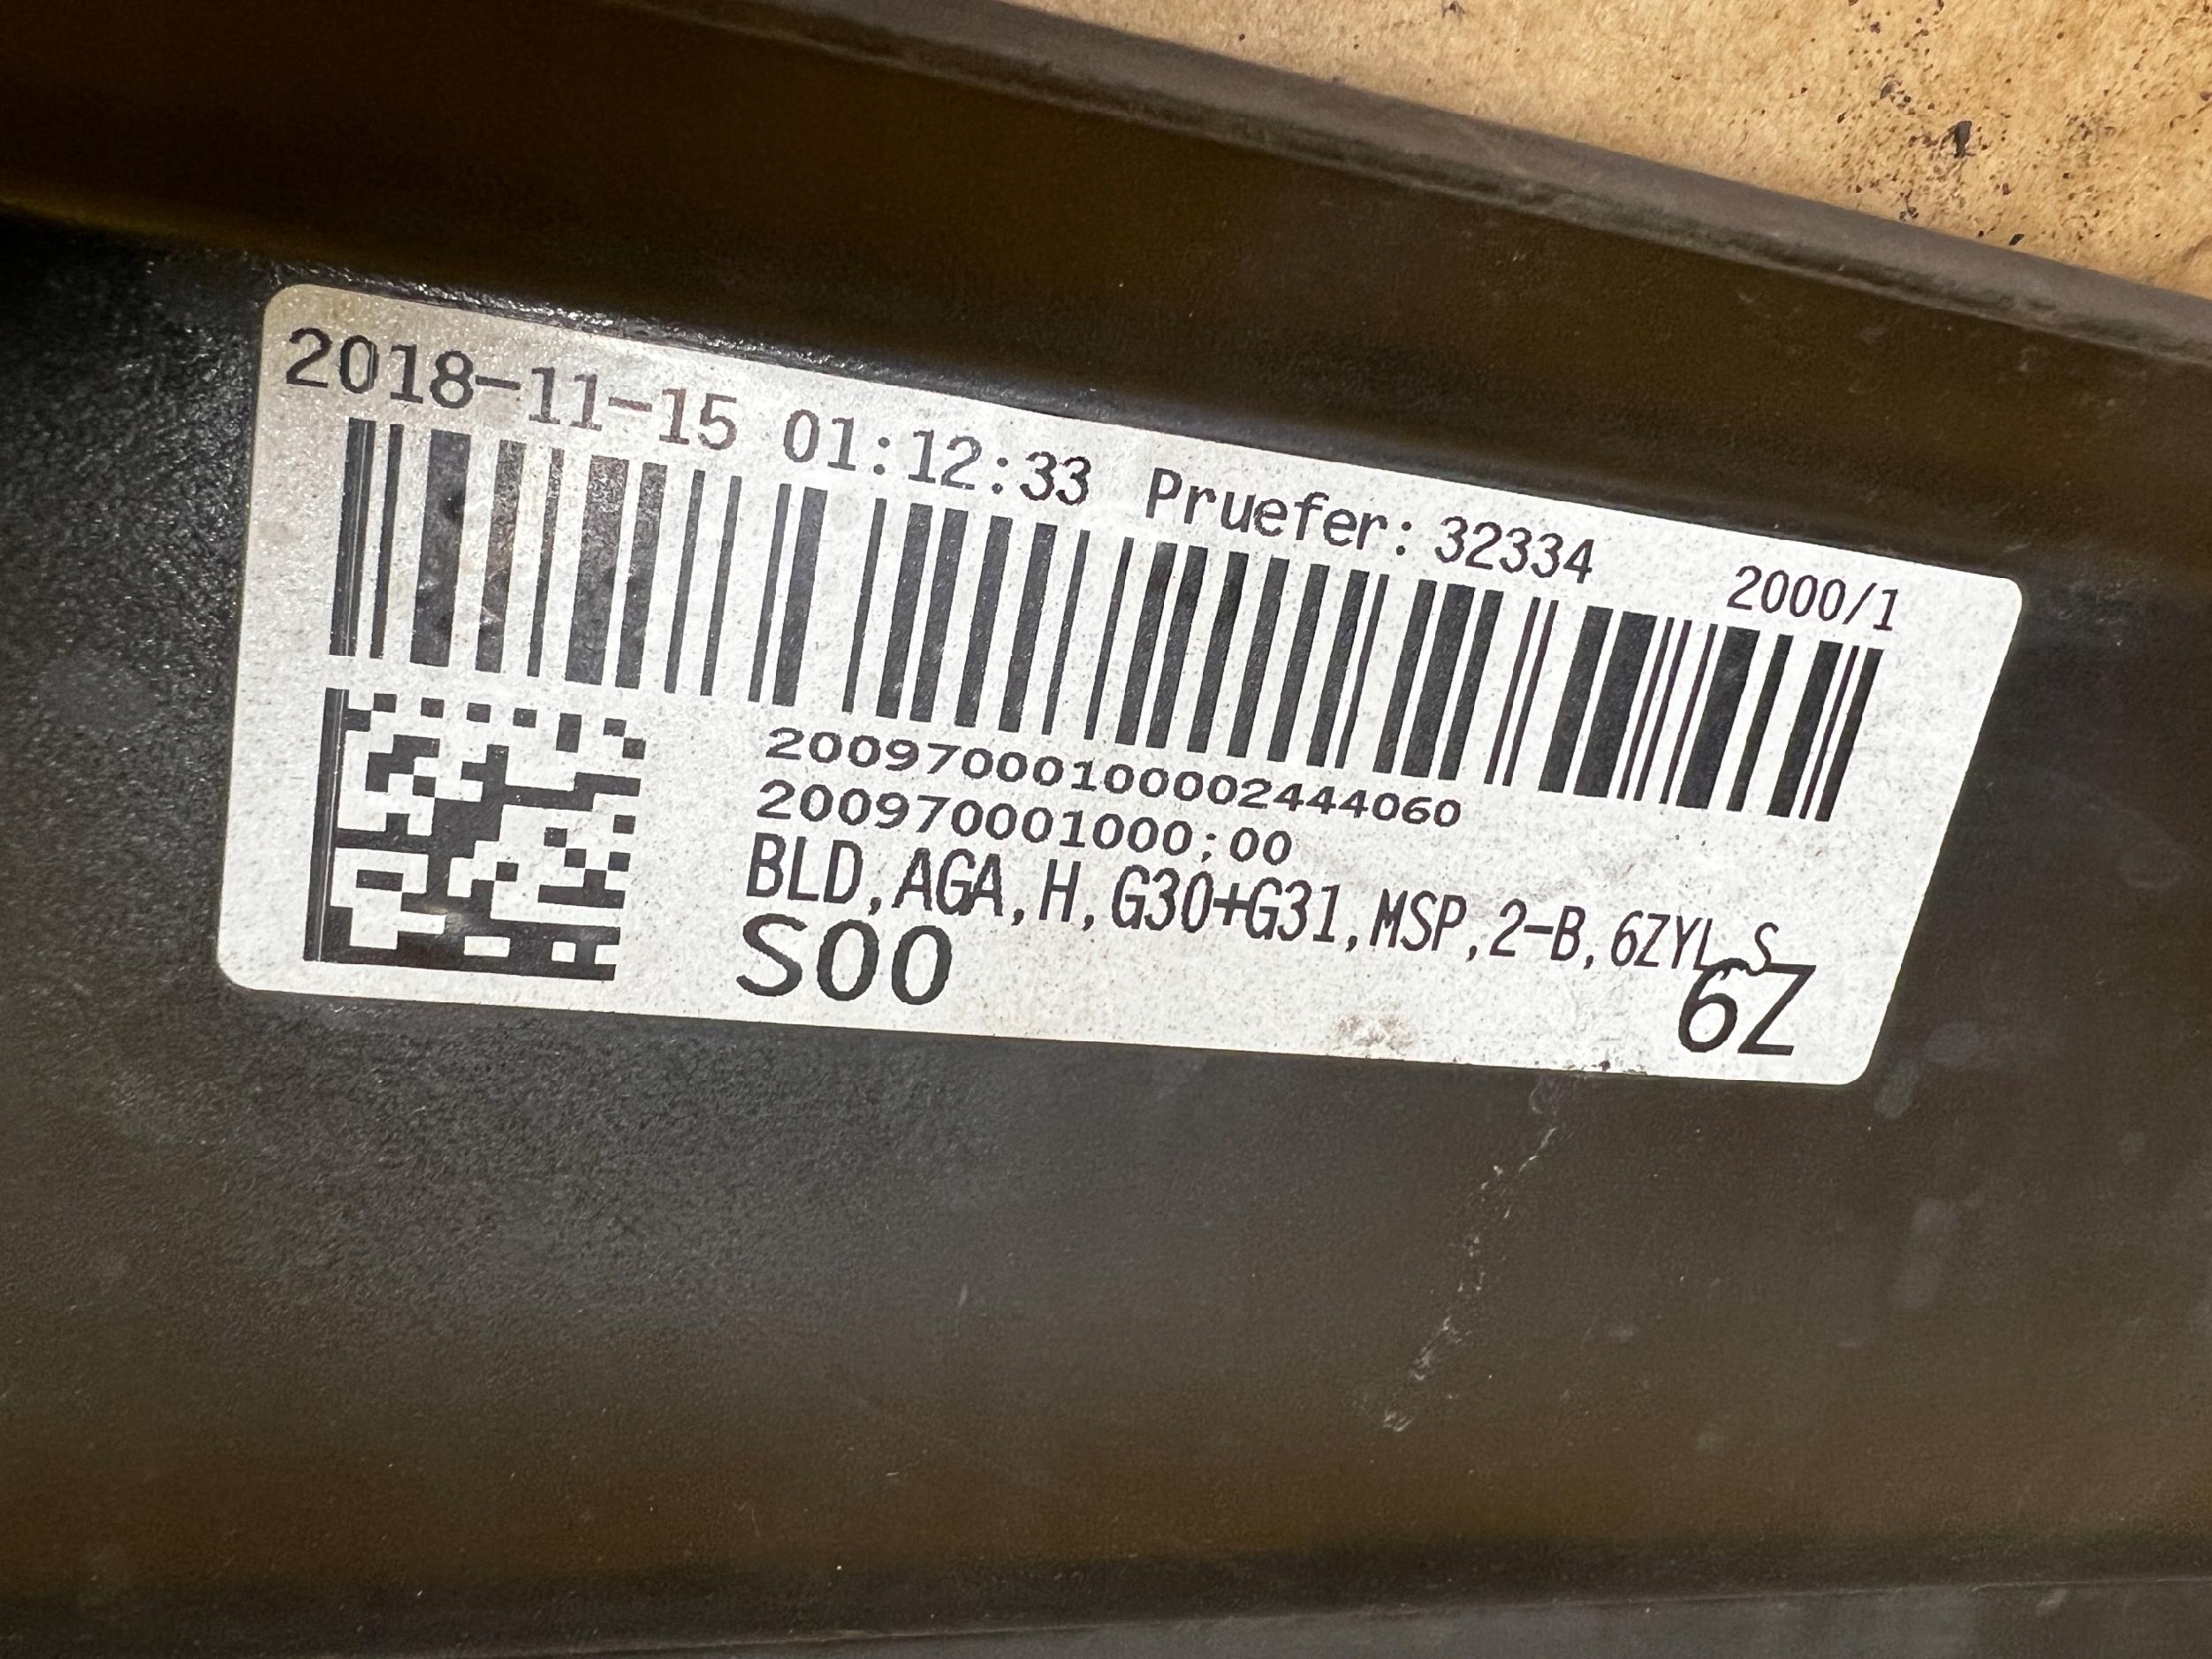 2018-11-15 01:12:33 Pruefer: 32334 2000/1
20097000100002444060
200970001000;00
BLD,AGA,H,G30+G31,MSP,2-B,6ZYL S
S00 6Z